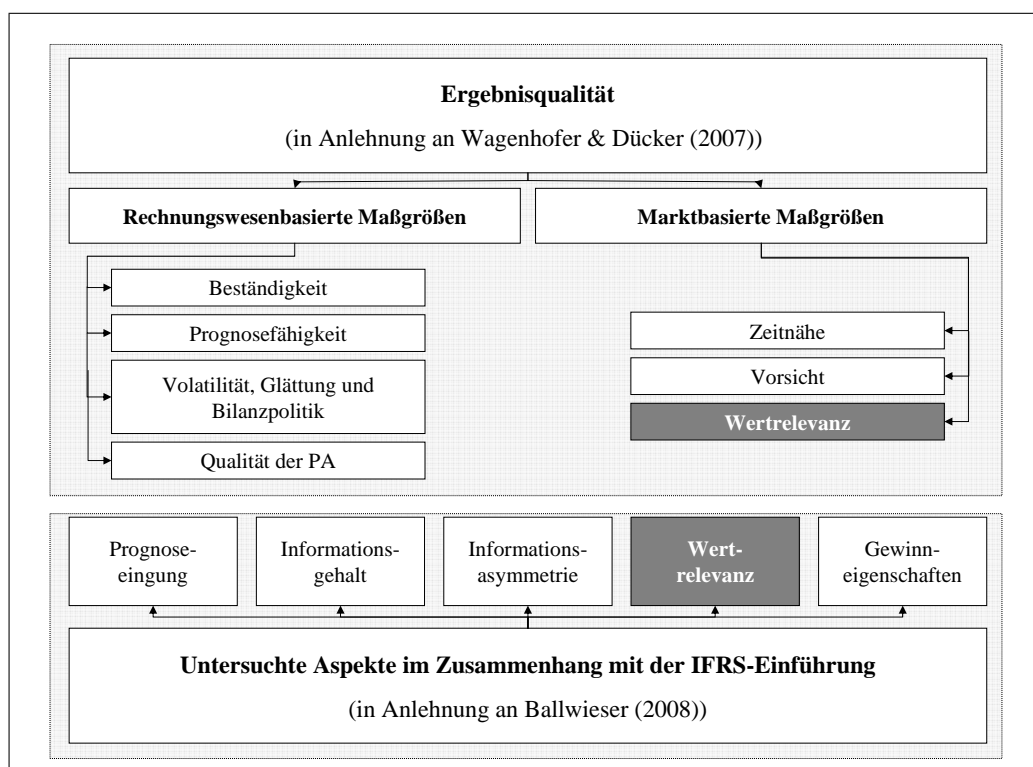 Ergebnisqualität
(in Anlehnung an Wagenhofer & Dücker (2007))
Rechnungswesenbasierte Maßgrößen
Marktbasierte Maßgrößen
Beständigkeit
Prognosefähigkeit
Volatilität, Glättung und
Bilanzpolitik
Qualität der PA
Zeitnähe
Vorsicht
Wertrelevanz
Prognose-
eingung
Informations-
gehalt
Informations-
asymmetrie
Wert-
relevanz
Gewinn-
eigenschaften
Untersuchte Aspekte im Zusammenhang mit der IFRS-Einführung
(in Anlehnung an Ballwieser (2008))